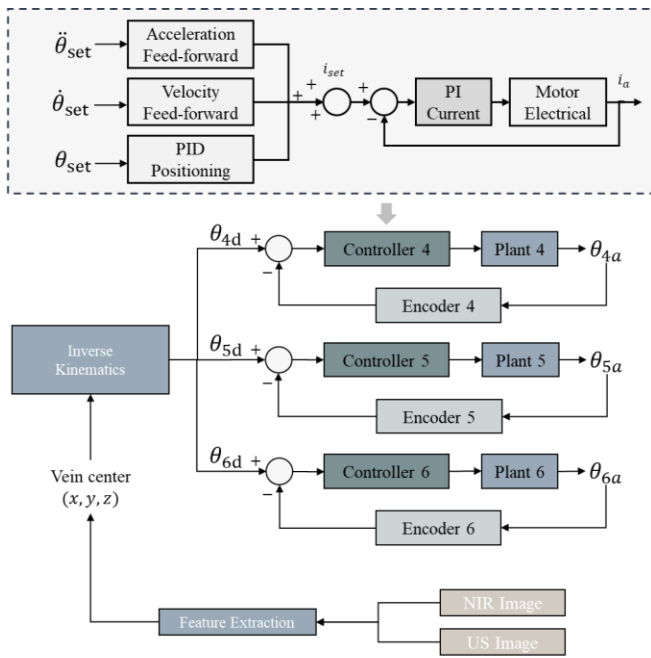 θ̈set
Acceleration
Feed-forward
θ̇set
Velocity
Feed-forward
θset
PID
Positioning
+
+
+
+
iset
+
−
PI
Current
Motor
Electrical
ia
θ4d
+
−
Controller 4
Plant 4
θ4a
Encoder 4
Inverse
Kinematics
θ5d
+
−
Controller 5
Plant 5
θ5a
Encoder 5
θ6d
+
−
Controller 6
Plant 6
θ6a
Encoder 6
Vein center
(x, y, z)
Feature Extraction
NIR Image
US Image